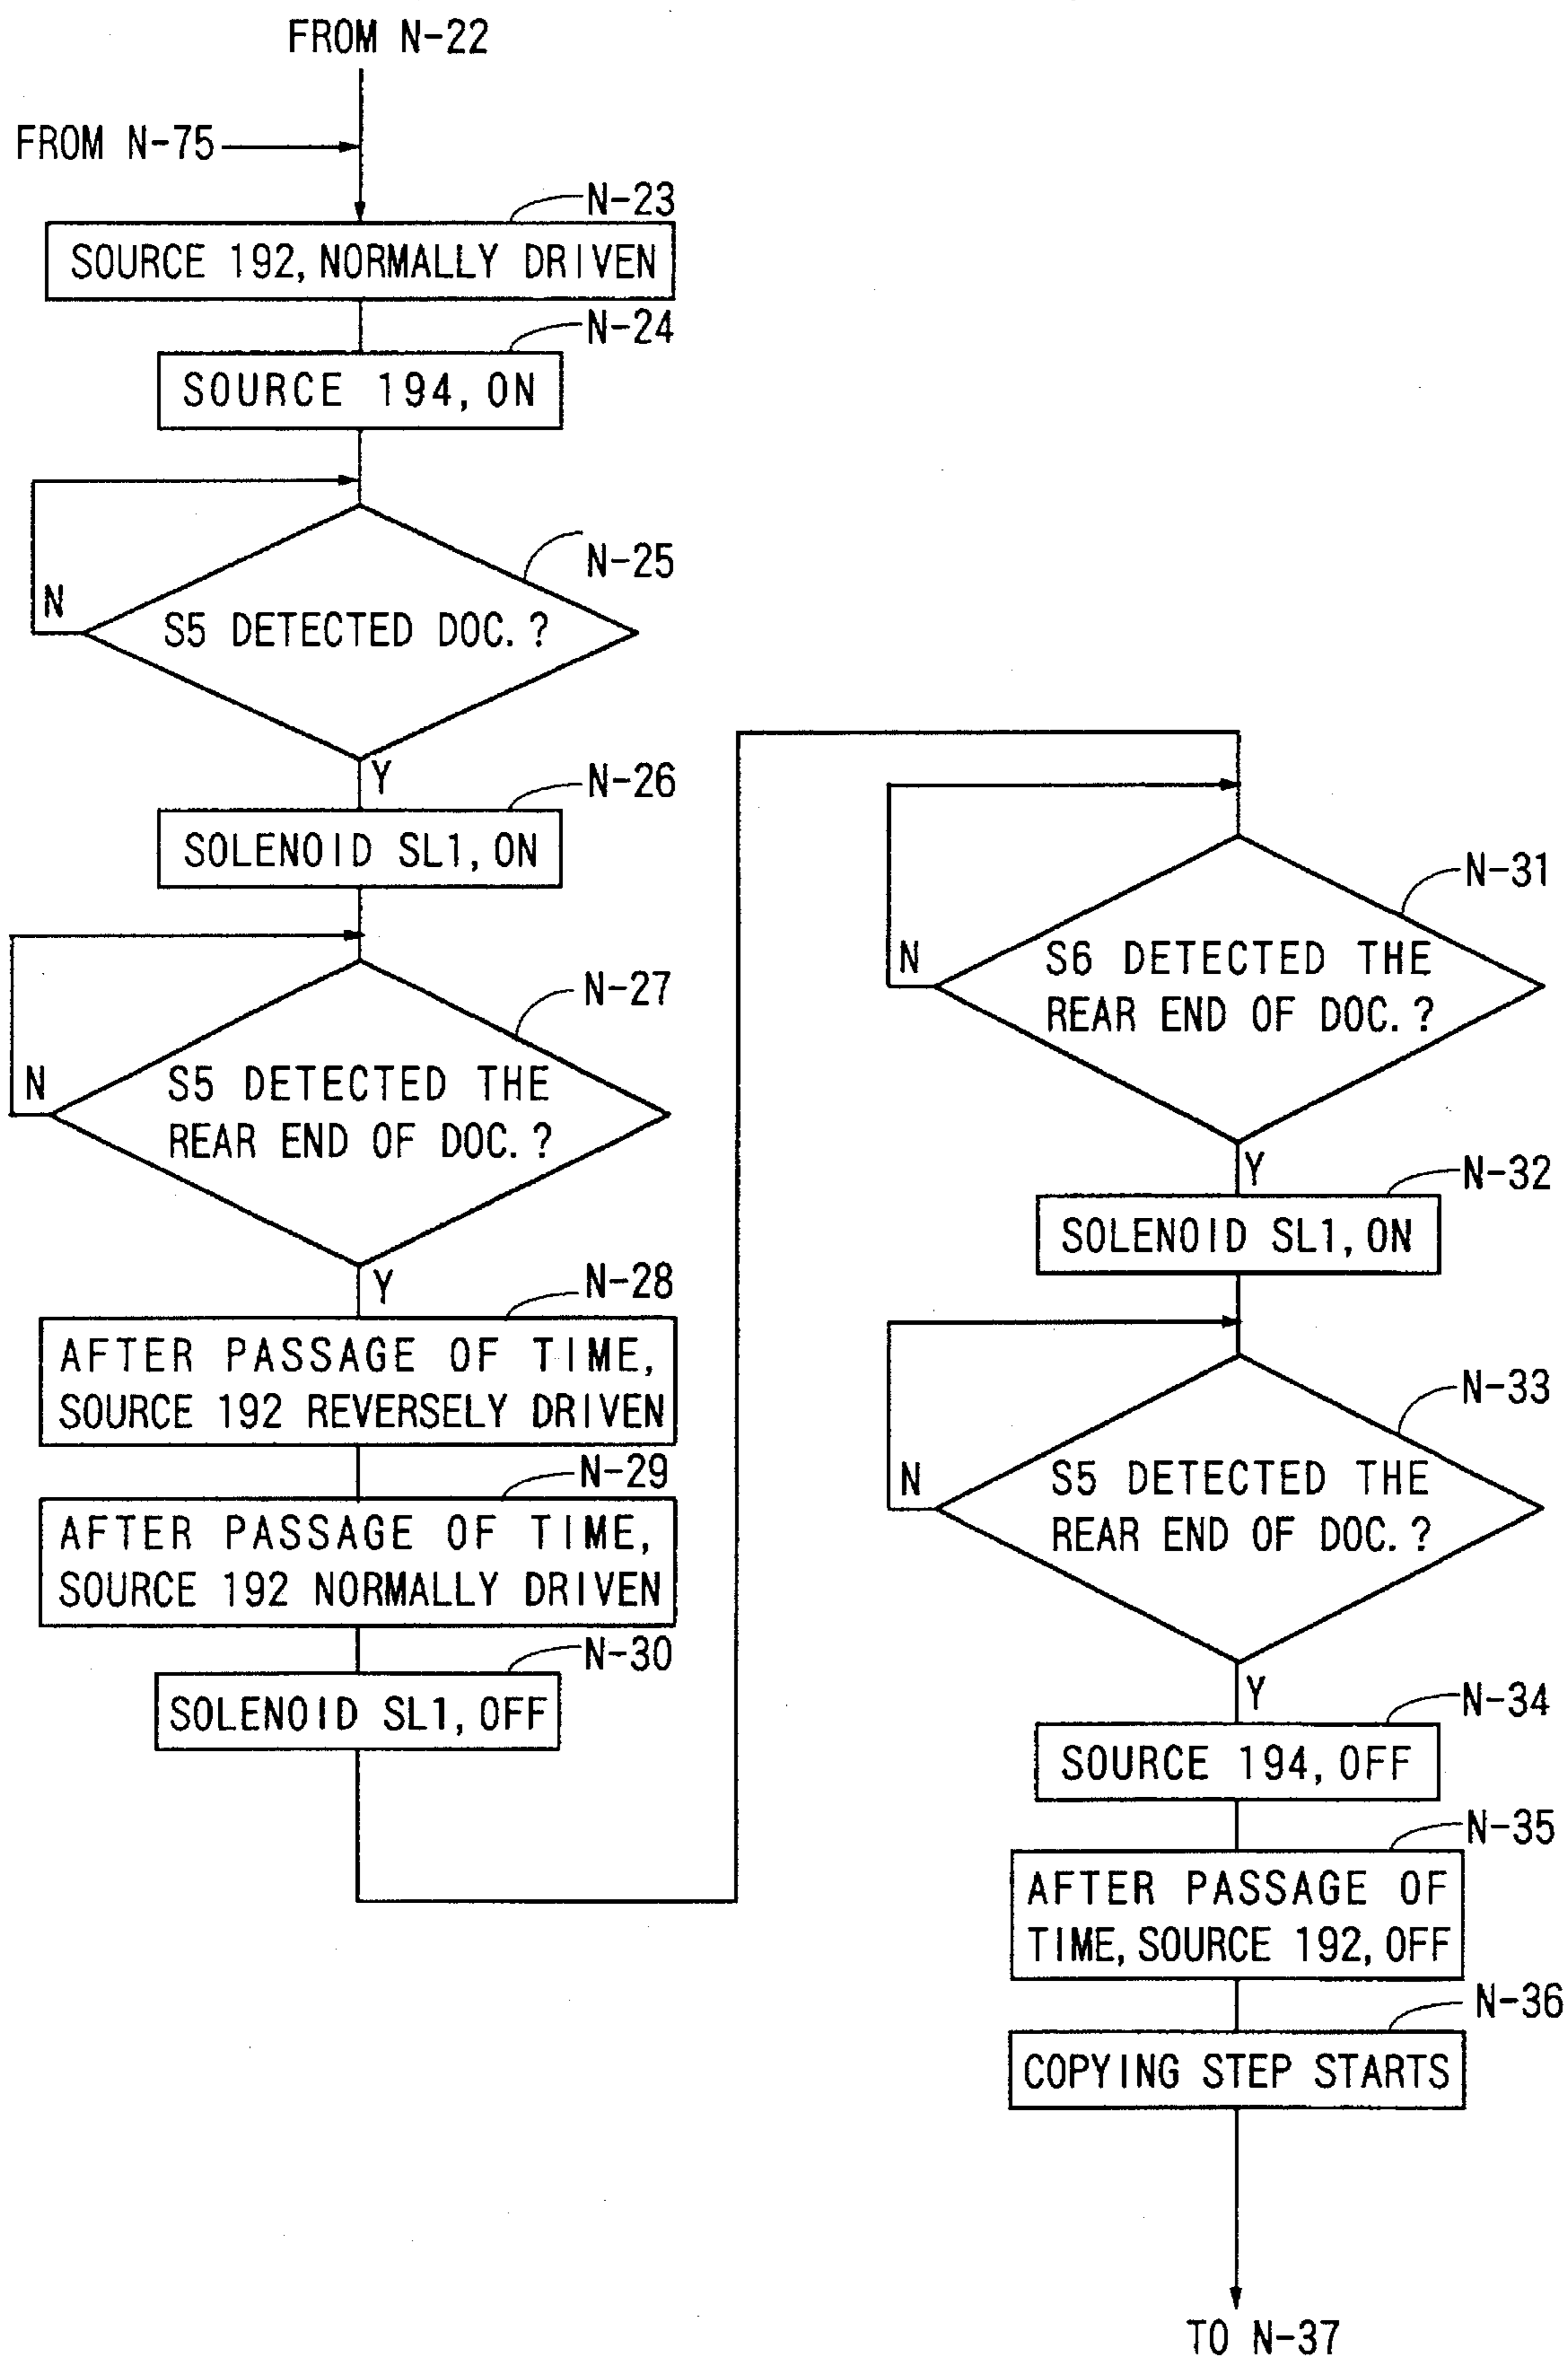 FROM N-22
FROM N-75
N-23
SOURCE 192, NORMALLY DRIVEN
N-24
SOURCE 194, ON
N-25
N
S5 DETECTED DOC. ?
Y
N-26
SOLENOID SL1, ON
N-27
N
S5 DETECTED THE
REAR END OF DOC. ?
Y
N-28
AFTER PASSAGE OF TIME,
SOURCE 192 REVERSELY DRIVEN
N-29
AFTER PASSAGE OF TIME,
SOURCE 192 NORMALLY DRIVEN
N-30
SOLENOID SL1, OFF
N-31
N
S6 DETECTED THE
REAR END OF DOC. ?
Y
N-32
SOLENOID SL1, ON
N-33
N
S5 DETECTED THE
REAR END OF DOC. ?
Y
N-34
SOURCE 194, OFF
N-35
AFTER PASSAGE OF
TIME, SOURCE 192, OFF
N-36
COPYING STEP STARTS
TO N-37